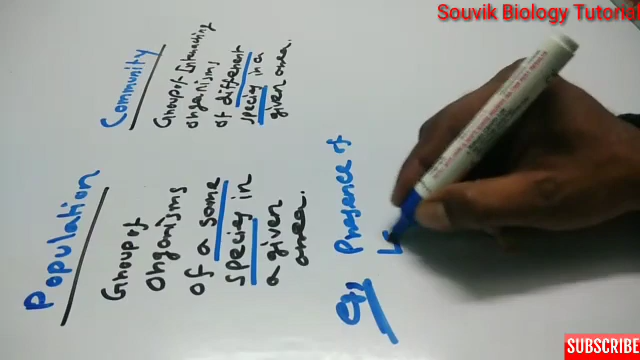 Souvik Biology Tutorial
Population
Group of
organisms
of a same
species in
a given
area.
Community
Group of Interacting
organisms
of different
species in a
given area.
Eg, Presence of
SUBSCRIBE